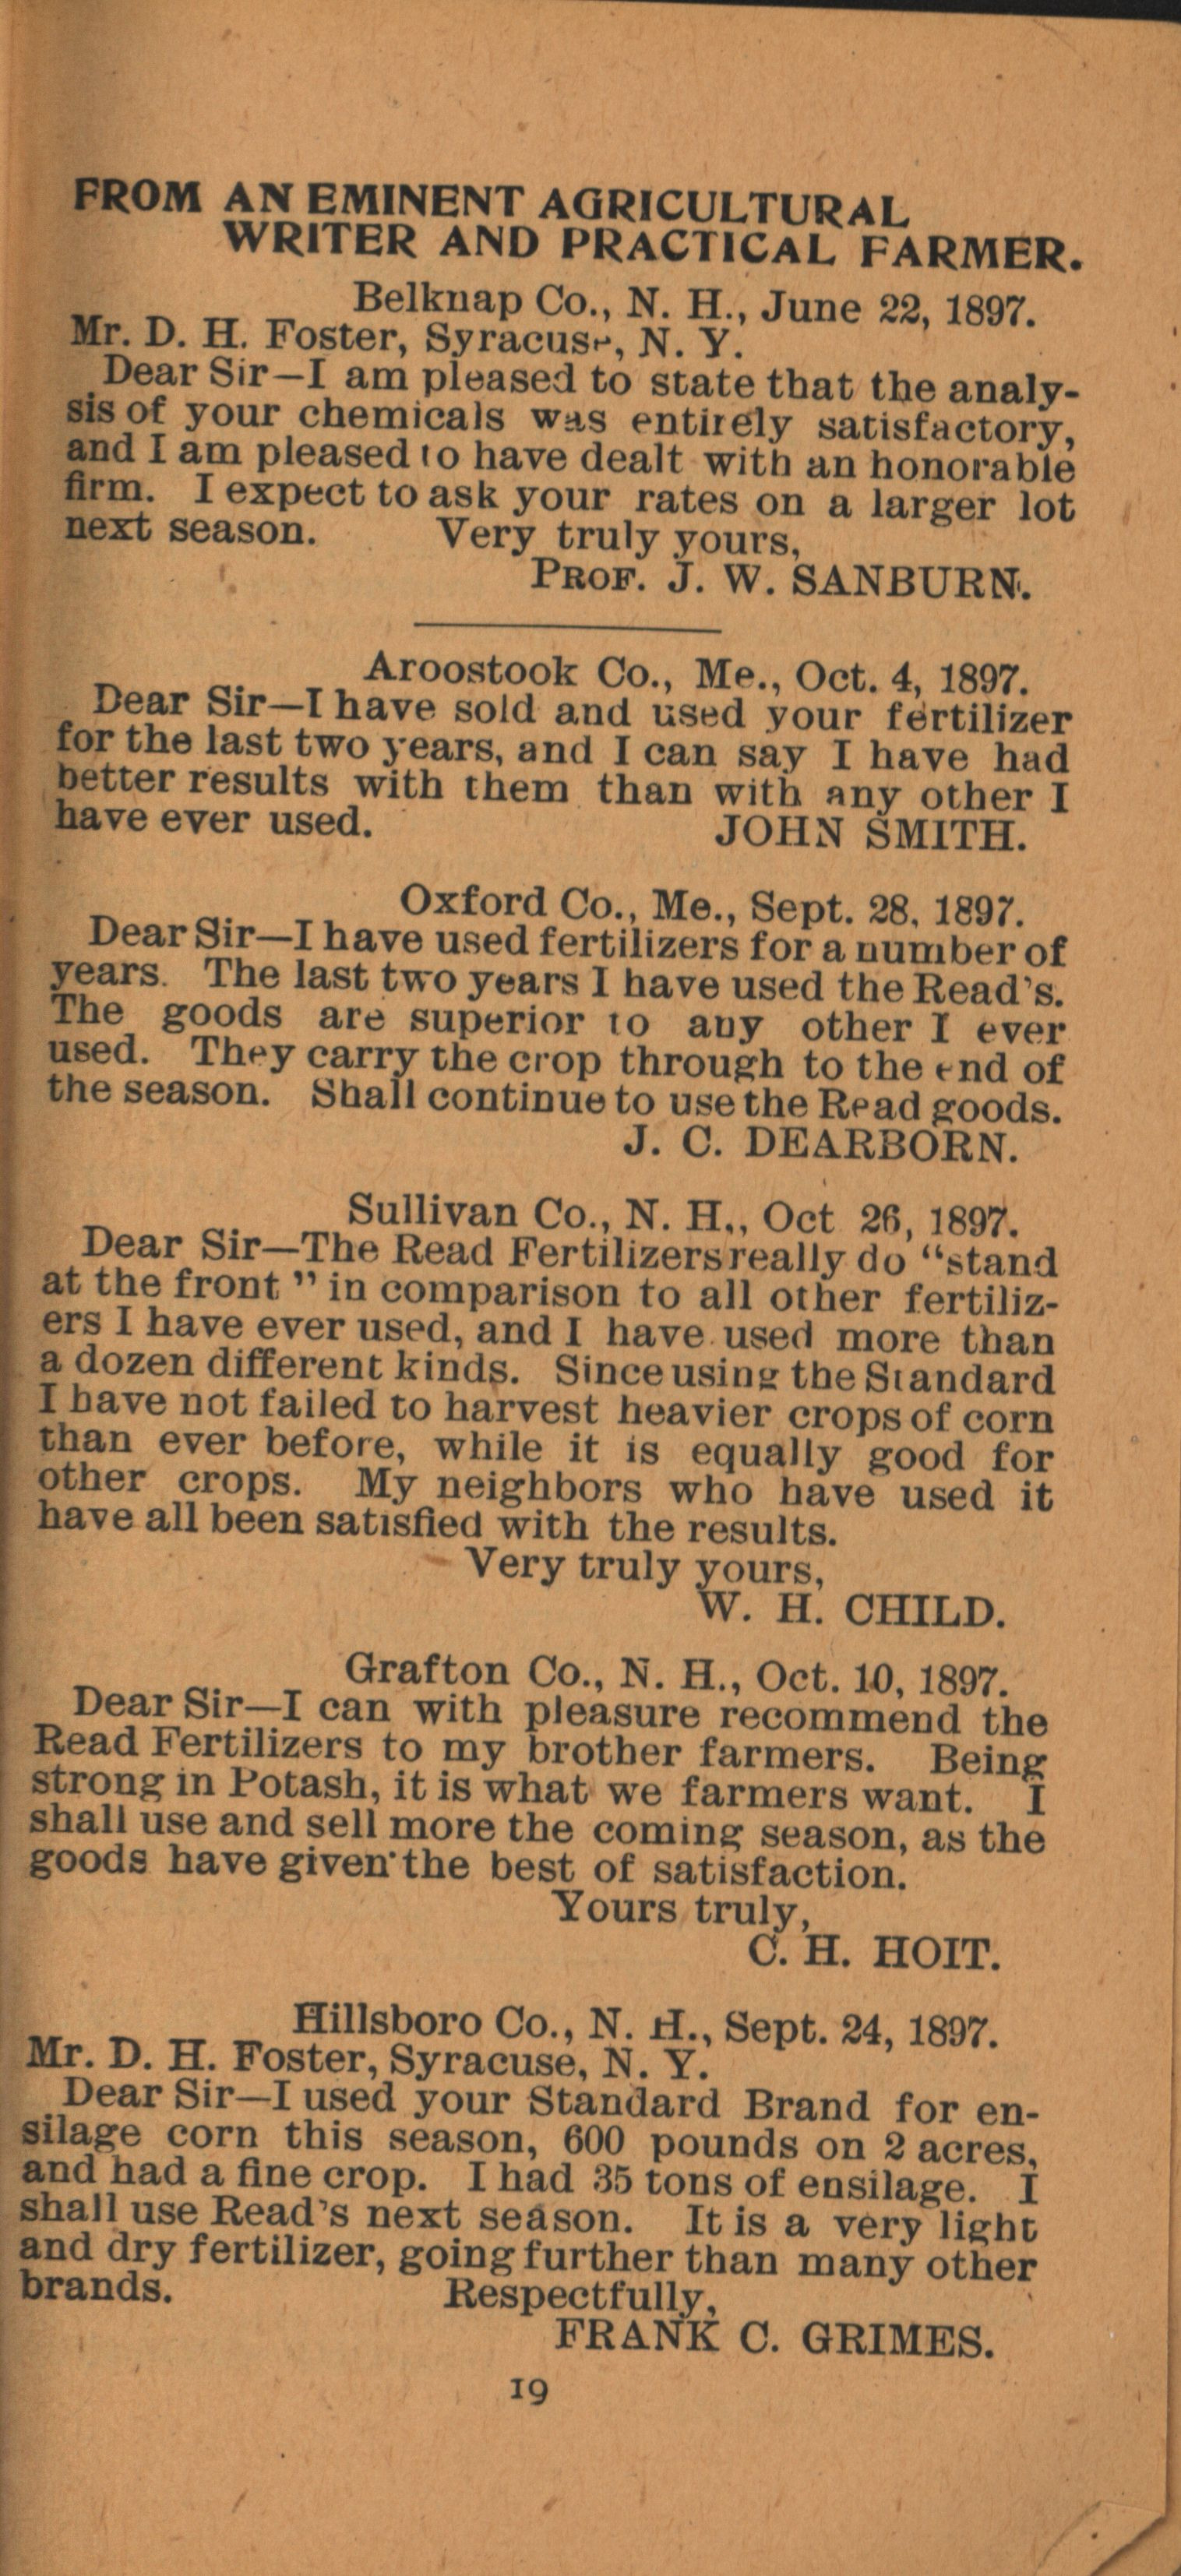 FROM AN EMINENT AGRICULTURAL
WRITER AND PRACTICAL FARMER.
Belknap Co., N. H., June 22, 1897.
Mr. D. H. Foster, Syracuse, N. Y.
Dear Sir—I am pleased to state that the analy-
sis of your chemicals was entirely satisfactory,
and I am pleased to have dealt with an honorable
firm. I expect to ask your rates on a larger lot
next season. Very truly yours,
PROF. J. W. SANBURN.
Aroostook Co., Me., Oct. 4, 1897.
Dear Sir—I have sold and used your fertilizer
for the last two years, and I can say I have had
better results with them than with any other I
have ever used. JOHN SMITH.
Oxford Co., Me., Sept. 28, 1897.
Dear Sir—I have used fertilizers for a number of
years. The last two years I have used the Read's.
The goods are superior to any other I ever
used. They carry the crop through to the end of
the season. Shall continue to use the Read goods.
J. C. DEARBORN.
Sullivan Co., N. H., Oct 26, 1897.
Dear Sir—The Read Fertilizers really do "stand
at the front" in comparison to all other fertiliz-
ers I have ever used, and I have used more than
a dozen different kinds. Since using the Standard
I have not failed to harvest heavier crops of corn
than ever before, while it is equally good for
other crops. My neighbors who have used it
have all been satisfied with the results.
Very truly yours,
W. H. CHILD.
Grafton Co., N. H., Oct. 10, 1897.
Dear Sir—I can with pleasure recommend the
Read Fertilizers to my brother farmers. Being
strong in Potash, it is what we farmers want. I
shall use and sell more the coming season, as the
goods have given the best of satisfaction.
Yours truly,
C. H. HOIT.
Hillsboro Co., N. H., Sept. 24, 1897.
Mr. D. H. Foster, Syracuse, N. Y.
Dear Sir—I used your Standard Brand for en-
silage corn this season, 600 pounds on 2 acres,
and had a fine crop. I had 35 tons of ensilage. I
shall use Read's next season. It is a very light
and dry fertilizer, going further than many other
brands. Respectfully,
FRANK C. GRIMES.
19